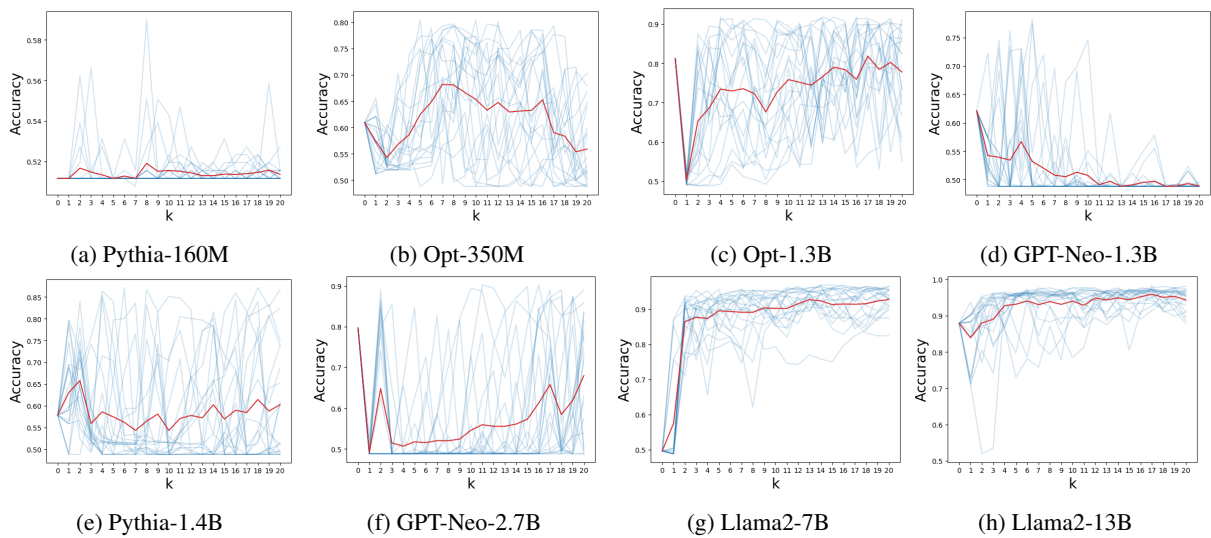 0.58
0.56
0.54
0.52
Accuracy
0 1 2 3 4 5 6 7 8 9 10 11 12 13 14 15 16 17 18 19 20
k
(a) Pythia-160M
0.80
0.75
0.70
0.65
0.60
0.55
0.50
Accuracy
0 1 2 3 4 5 6 7 8 9 10 11 12 13 14 15 16 17 18 19 20
k
(b) Opt-350M
0.9
0.8
0.7
0.6
0.5
Accuracy
0 1 2 3 4 5 6 7 8 9 10 11 12 13 14 15 16 17 18 19 20
k
(c) Opt-1.3B
0.75
0.70
0.65
0.60
0.55
0.50
Accuracy
0 1 2 3 4 5 6 7 8 9 10 11 12 13 14 15 16 17 18 19 20
k
(d) GPT-Neo-1.3B
0.85
0.80
0.75
0.70
0.65
0.60
0.55
0.50
Accuracy
0 1 2 3 4 5 6 7 8 9 10 11 12 13 14 15 16 17 18 19 20
k
(e) Pythia-1.4B
0.9
0.8
0.7
0.6
0.5
Accuracy
0 1 2 3 4 5 6 7 8 9 10 11 12 13 14 15 16 17 18 19 20
k
(f) GPT-Neo-2.7B
0.9
0.8
0.7
0.6
0.5
Accuracy
0 1 2 3 4 5 6 7 8 9 10 11 12 13 14 15 16 17 18 19 20
k
(g) Llama2-7B
1.0
0.9
0.8
0.7
0.6
0.5
Accuracy
0 1 2 3 4 5 6 7 8 9 10 11 12 13 14 15 16 17 18 19 20
k
(h) Llama2-13B